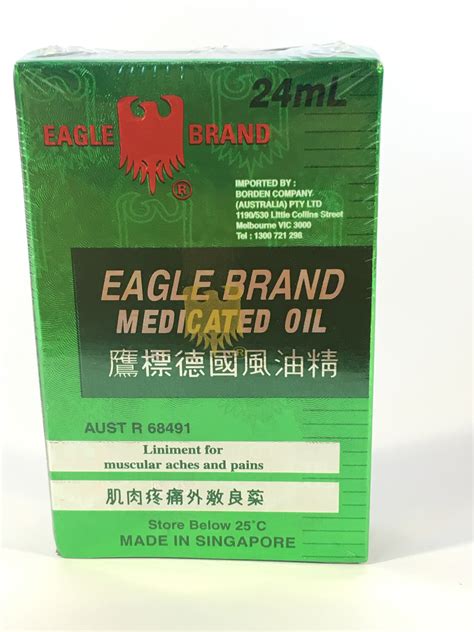 24mL
EAGLE BRAND
®
IMPORTED BY :
BORDEN COMPANY
(AUSTRALIA) PTY LTD
1190/530 Little Collins Street
Melbourne VIC 3000
Tel : 1300 721 298
EAGLE BRAND
MEDICATED OIL
鷹標德國風油精
AUST R 68491
Liniment for
muscular aches and pains
肌肉疼痛外敷良葯
Store Below 25°C
MADE IN SINGAPORE